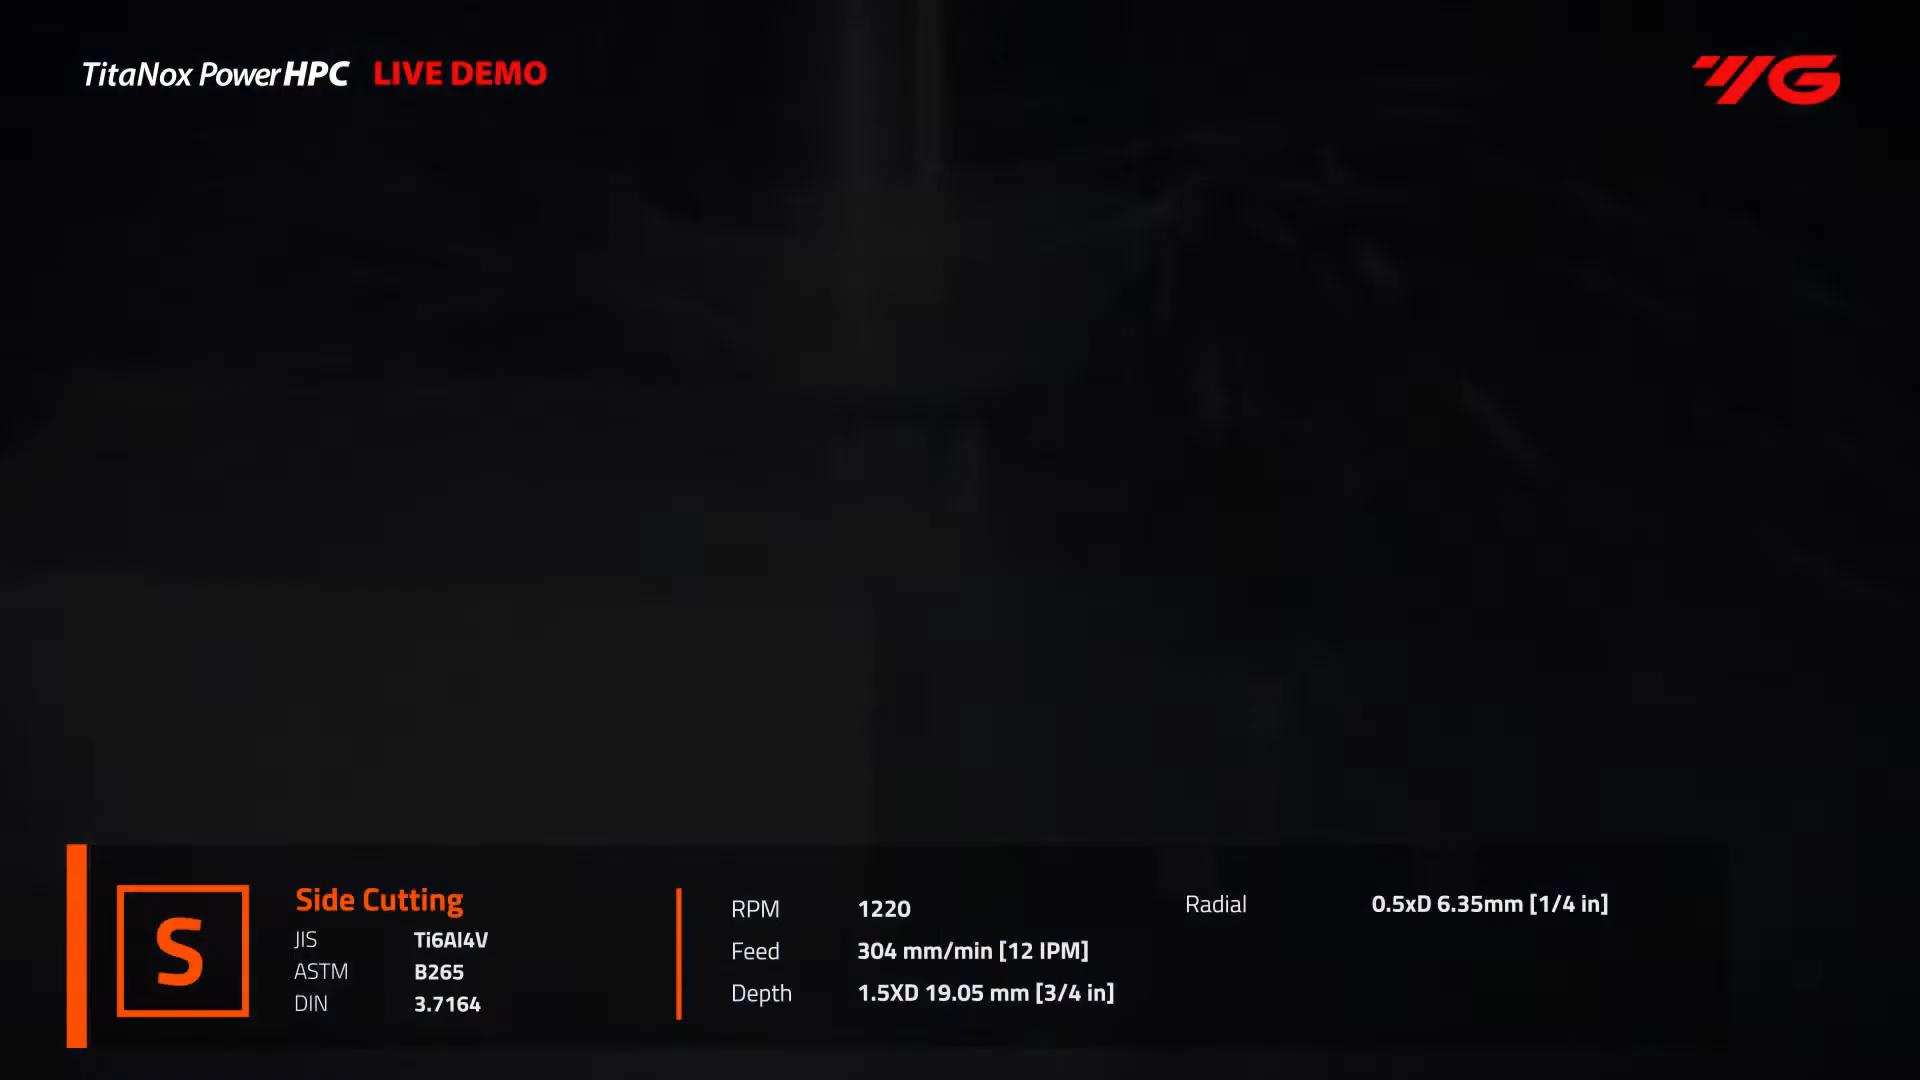 TitaNox PowerHPC LIVE DEMO
YG
S
Side Cutting
JIS Ti6Al4V
ASTM B265
DIN 3.7164
RPM 1220
Feed 304 mm/min [12 IPM]
Depth 1.5XD 19.05 mm [3/4 in]
Radial 0.5xD 6.35mm [1/4 in]